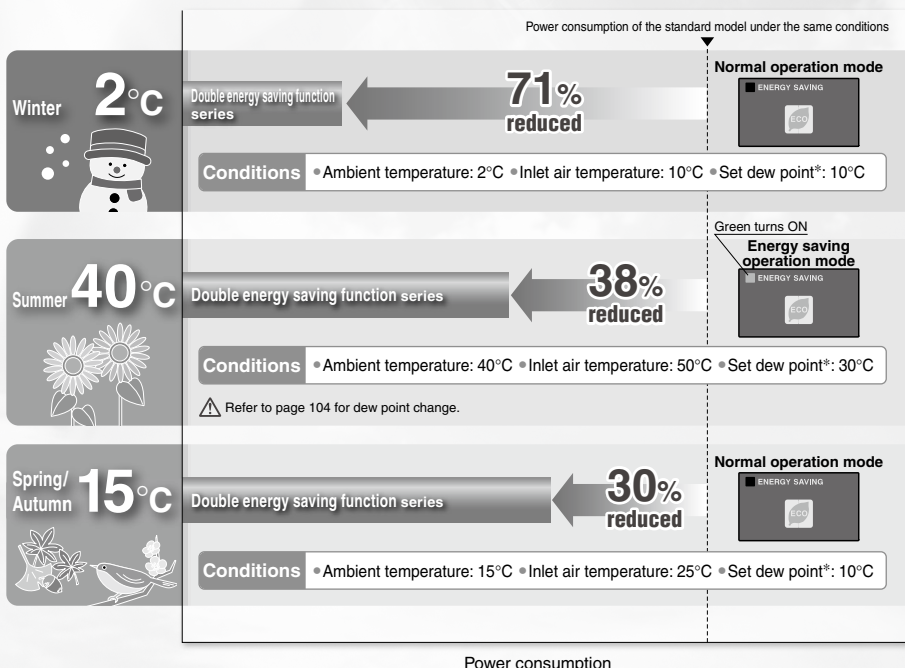 Power consumption of the standard model under the same conditions
Winter 2°C
Double energy saving function
series
71%
reduced
Normal operation mode
ENERGY SAVING
ECO
Conditions •Ambient temperature: 2°C •Inlet air temperature: 10°C •Set dew point*: 10°C
Green turns ON
Summer 40°C
Double energy saving function series
38%
reduced
Energy saving
operation mode
ENERGY SAVING
ECO
Conditions •Ambient temperature: 40°C •Inlet air temperature: 50°C •Set dew point*: 30°C
Refer to page 104 for dew point change.
Spring/
Autumn 15°C
Double energy saving function series
30%
reduced
Normal operation mode
ENERGY SAVING
ECO
Conditions •Ambient temperature: 15°C •Inlet air temperature: 25°C •Set dew point*: 10°C
Power consumption